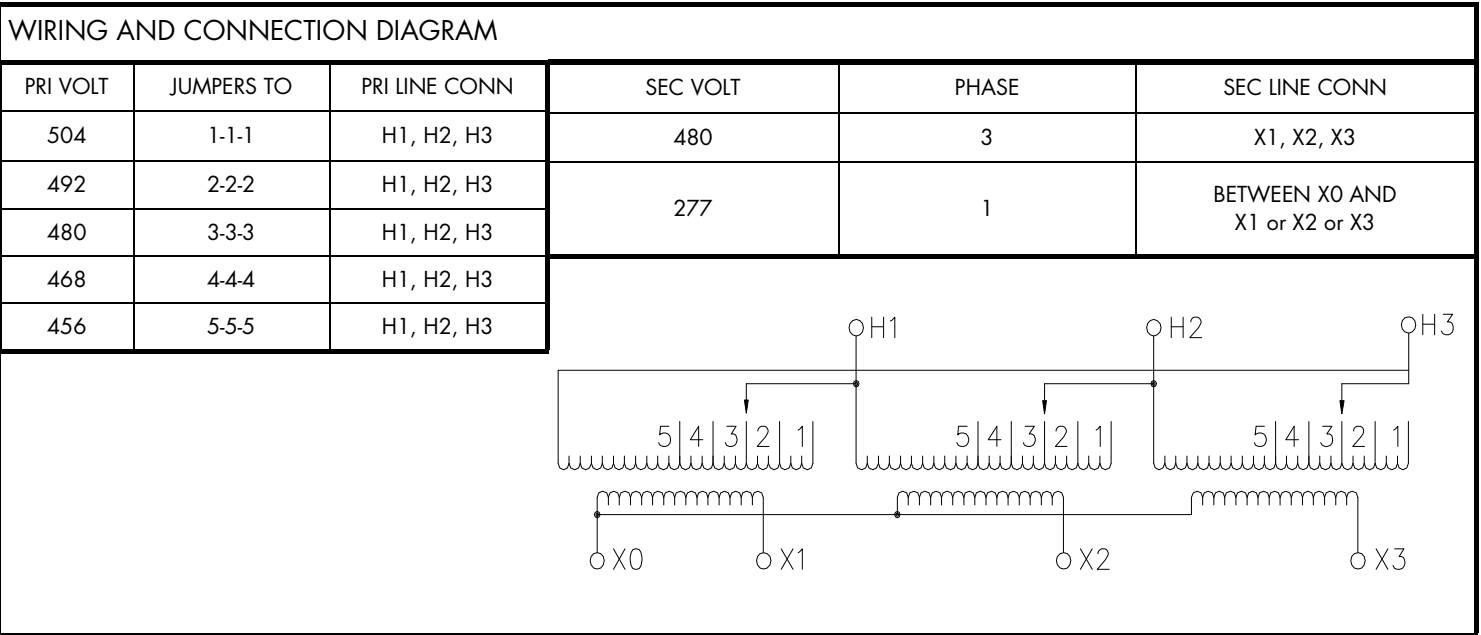 WIRING AND CONNECTION DIAGRAM
PRI VOLT JUMPERS TO PRI LINE CONN
504 1-1-1 H1, H2, H3
492 2-2-2 H1, H2, H3
480 3-3-3 H1, H2, H3
468 4-4-4 H1, H2, H3
456 5-5-5 H1, H2, H3
SEC VOLT PHASE SEC LINE CONN
480 3 X1, X2, X3
277 1 BETWEEN X0 AND
X1 or X2 or X3
H1 H2 H3
5 4 3 2 1 5 4 3 2 1 5 4 3 2 1
X0 X1 X2 X3